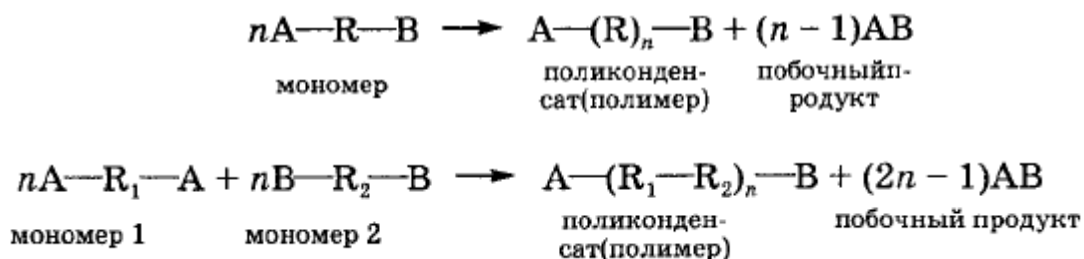 nA—R—B → A—(R)ₙ—B + (n − 1)AB
мономер
поликонден-
сат(полимер)
побочныйп-
родукт
nA—R₁—A + nB—R₂—B → A—(R₁—R₂)ₙ—B + (2n − 1)AB
мономер 1
мономер 2
поликонден-
сат(полимер)
побочный продукт